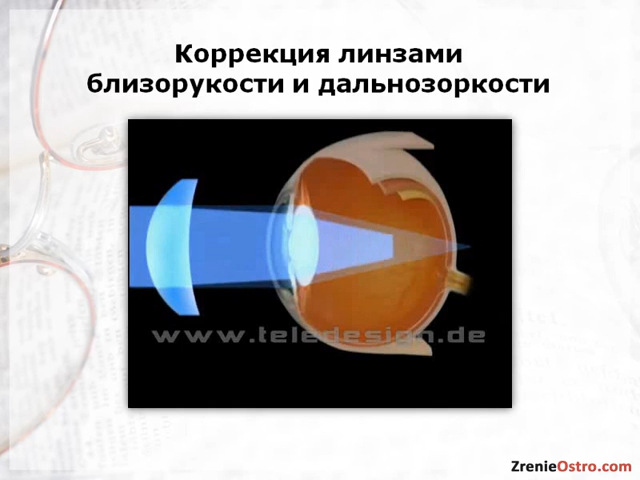 Коррекция линзами
близорукости и дальнозоркости
www.teledesign.de
ZrenieOstro.com